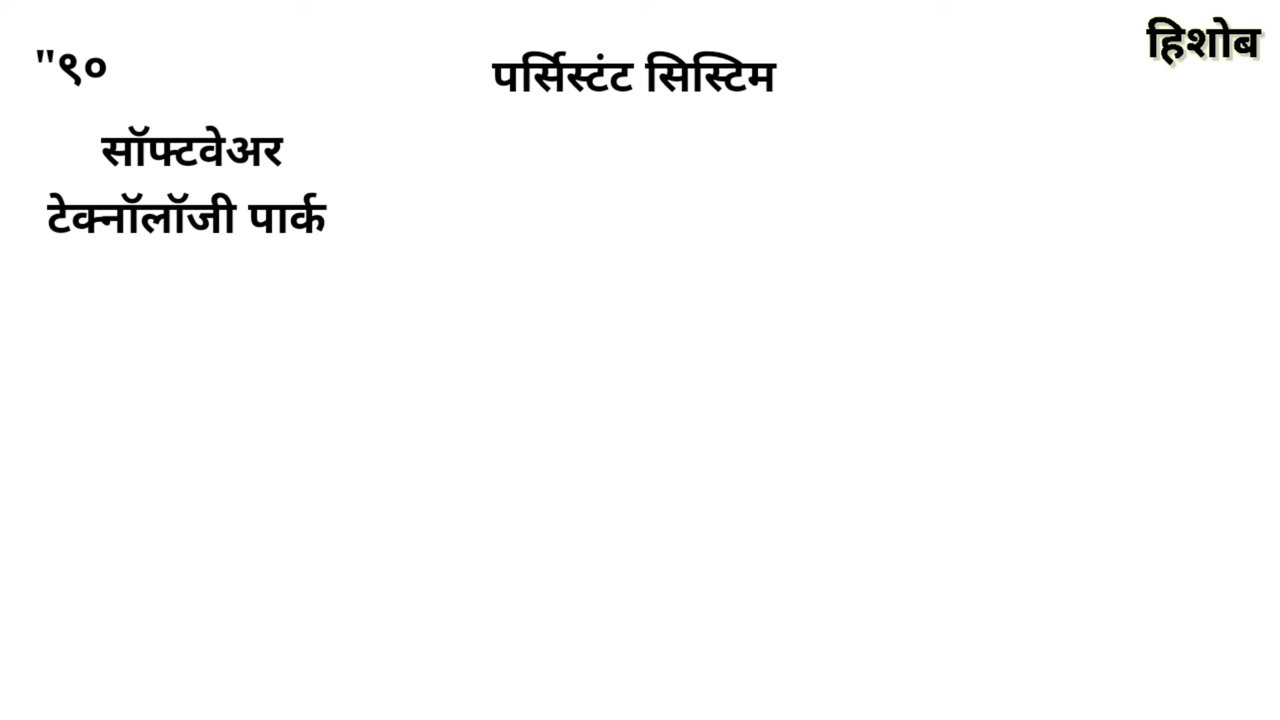 हिशोब
"९०
पर्सिस्टंट सिस्टिम
सॉफ्टवेअर
टेक्नॉलॉजी पार्क